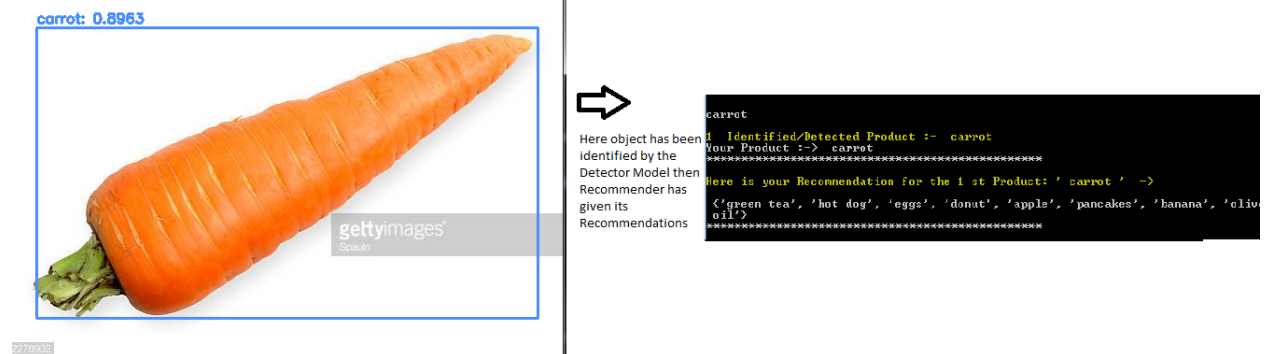 carrot: 0.8963
gettyimages®
Spauln
2278932
Here object has been
identified by the
Detector Model then
Recommender has
given its
Recommendations
carrot
1 Identified/Detected Product :- carrot
Your Product :-> carrot
************************************************
Here is your Recommendation for the 1 st Product: ' carrot ' ->
{'green tea', 'hot dog', 'eggs', 'donut', 'apple', 'pancakes', 'banana', 'olive
oil'}
************************************************